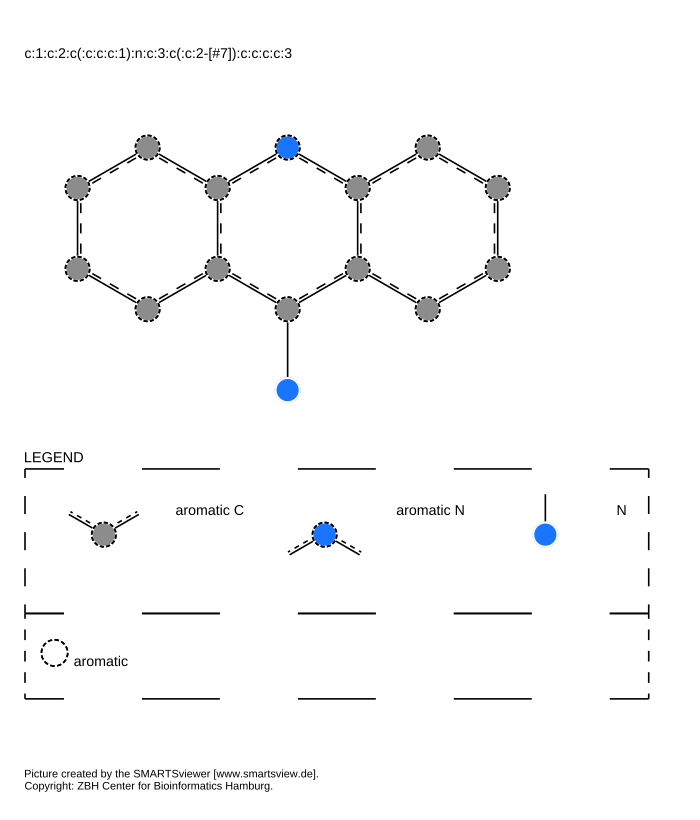 c:1:c:2:c(:c:c:c:1):n:c:3:c(:c:2-[#7]):c:c:c:c:3
LEGEND
aromatic C
aromatic N
N
aromatic
Picture created by the SMARTSviewer [www.smartsview.de].
Copyright: ZBH Center for Bioinformatics Hamburg.